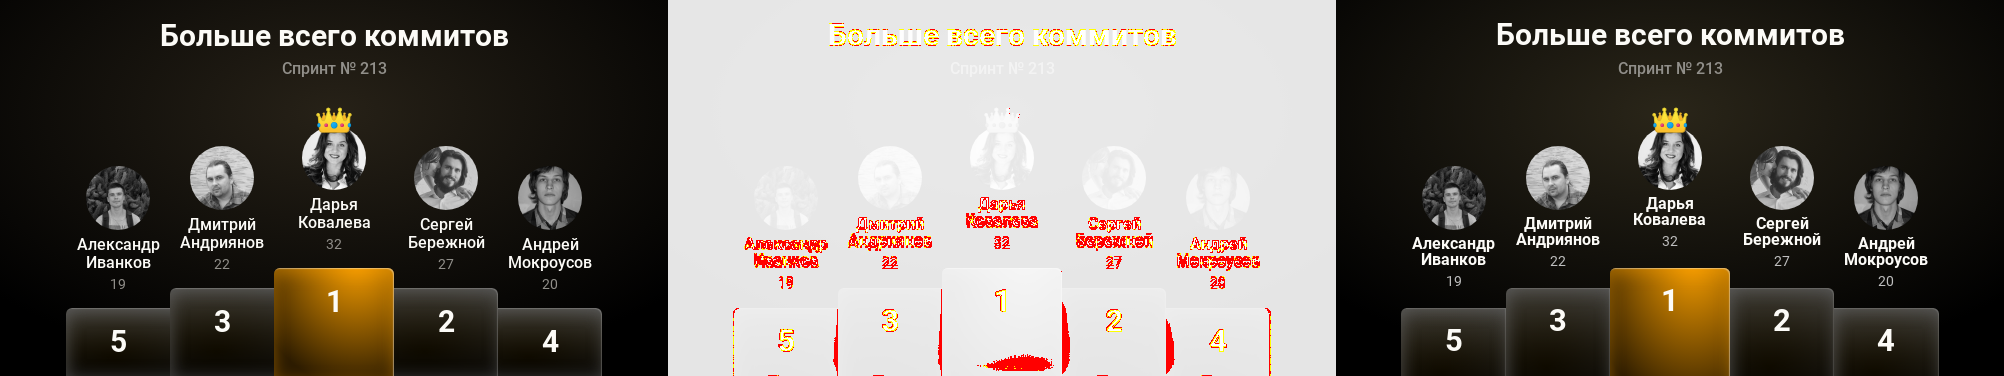 Больше всего коммитов
Спринт № 213
Дарья
Ковалева
32
Дмитрий
Андриянов
22
Сергей
Бережной
27
Александр
Иванков
19
Андрей
Мокроусов
20
1
3
2
5
4
Больше всего коммитов
Спринт № 213
Дарья
Ковалева
32
Дмитрий
Андриянов
22
Сергей
Бережной
27
Александр
Иванков
19
Андрей
Мокроусов
20
1
3
2
5
4
Больше всего коммитов
Спринт № 213
Дарья
Ковалева
32
Дмитрий
Андриянов
22
Сергей
Бережной
27
Александр
Иванков
19
Андрей
Мокроусов
20
1
3
2
5
4